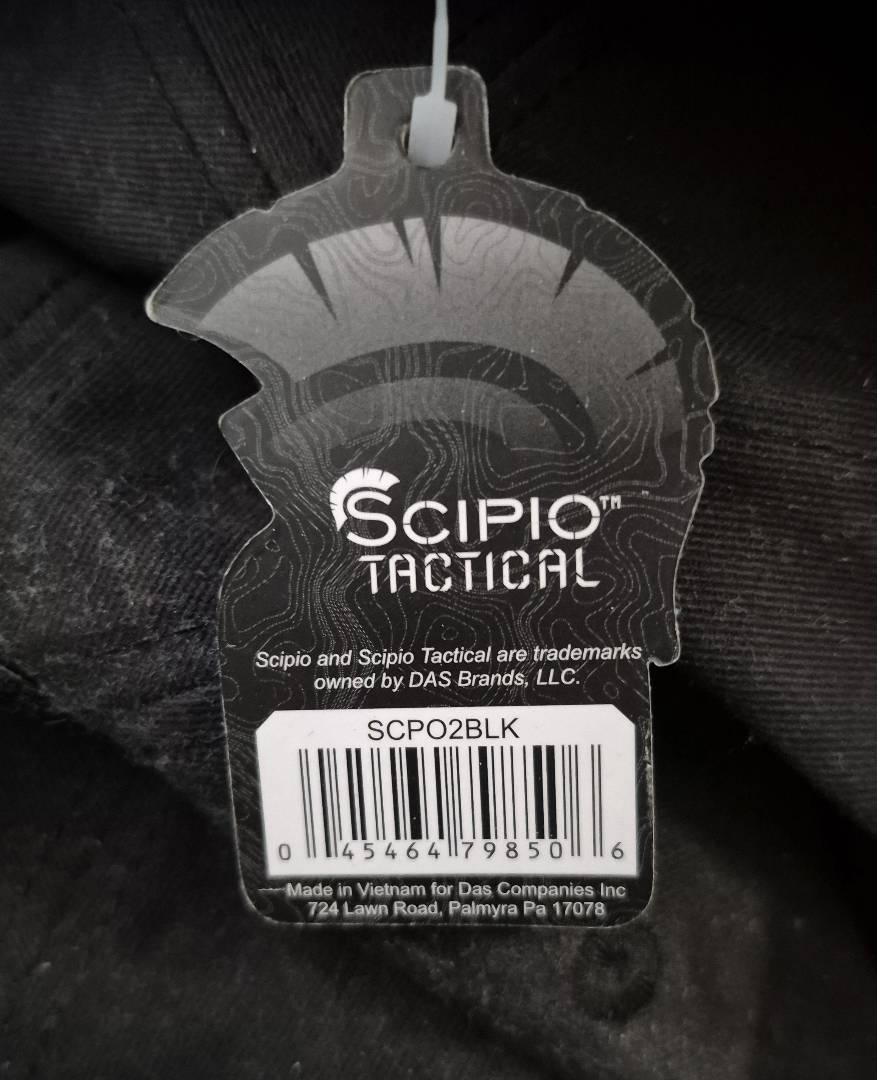 SCIPIO™
TACTICAL
Scipio and Scipio Tactical are trademarks
owned by DAS Brands, LLC.
SCPO2BLK
0 45464 79850 6
Made in Vietnam for Das Companies Inc
724 Lawn Road, Palmyra Pa 17078